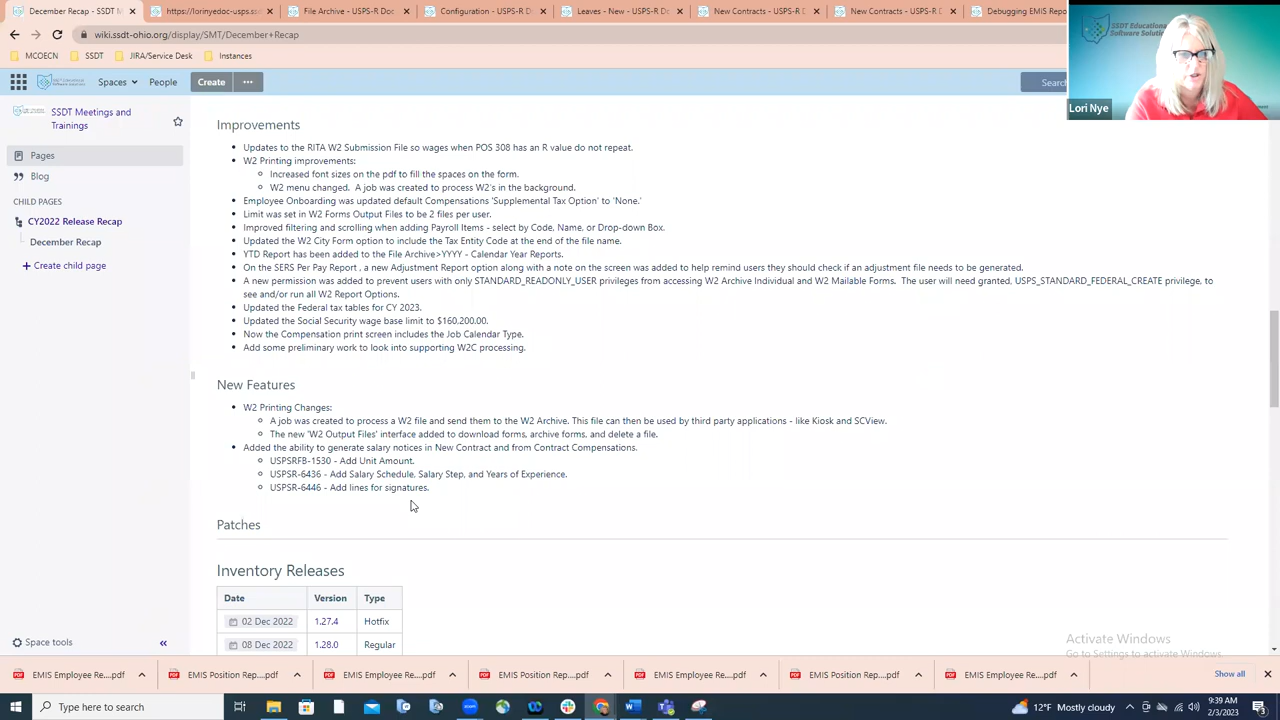 December Recap - SSDT M
https://lorinyedoc-usps.ssdt
File Archive - USPS-R Doc
Configuration - USPS-R D
Leaves - New - USPS-R Do
New Contracts - USPS-R D
New Contracts - USPS-R D
Debugging EMIS Repo
wiki.ssdt-ohio.org/display/SMT/December+Recap
MCOECN
SSDT
JIRA/Service Desk
Instances
Spaces
People
Create
Search
SSDT Educational
Software Solutions
Lori Nye
SSDT Meetings and
Trainings
Pages
Blog
CHILD PAGES
CY2022 Release Recap
December Recap
+ Create child page
Space tools
Improvements
Updates to the RITA W2 Submission File so wages when POS 308 has an R value do not repeat.
W2 Printing improvements:
Increased font sizes on the pdf to fill the spaces on the form.
W2 menu changed. A job was created to process W2's in the background.
Employee Onboarding was updated default Compensations 'Supplemental Tax Option' to 'None.'
Limit was set in W2 Forms Output Files to be 2 files per user.
Improved filtering and scrolling when adding Payroll Items - select by Code, Name, or Drop-down Box.
Updated the W2 City Form option to include the Tax Entity Code at the end of the file name.
YTD Report has been added to the File Archive>YYYY - Calendar Year Reports.
On the SERS Per Pay Report , a new Adjustment Report option along with a note on the screen was added to help remind users they should check if an adjustment file needs to be generated.
A new permission was added to prevent users with only STANDARD_READONLY_USER privileges from accessing W2 Archive Individual and W2 Mailable Forms. The user will need granted, USPS_STANDARD_FEDERAL_CREATE privilege, to
see and/or run all W2 Report Options.
Updated the Federal tax tables for CY 2023.
Updated the Social Security wage base limit to $160,200.00.
Now the Compensation print screen includes the Job Calendar Type.
Add some preliminary work to look into supporting W2C processing.
New Features
W2 Printing Changes:
A job was created to process a W2 file and send them to the W2 Archive. This file can then be used by third party applications - like Kiosk and SCView.
The new 'W2 Output Files' interface added to download forms, archive forms, and delete a file.
Added the ability to generate salary notices in New Contract and from Contract Compensations.
USPSRFB-1530 - Add Unit Amount.
USPSR-6436 - Add Salary Schedule, Salary Step, and Years of Experience.
USPSR-6446 - Add lines for signatures.
Patches
Inventory Releases
Date Version Type
02 Dec 2022 1.27.4 Hotfix
08 Dec 2022 1.28.0 Regular
Activate Windows
Go to Settings to activate Windows.
EMIS Employee Re....pdf
EMIS Position Rep....pdf
EMIS Employee Re....pdf
EMIS Position Rep....pdf
EMIS Employee Re....pdf
EMIS Position Rep....pdf
EMIS Employee Re....pdf
Show all
Type here to search
12°F Mostly cloudy
9:39 AM
2/3/2023